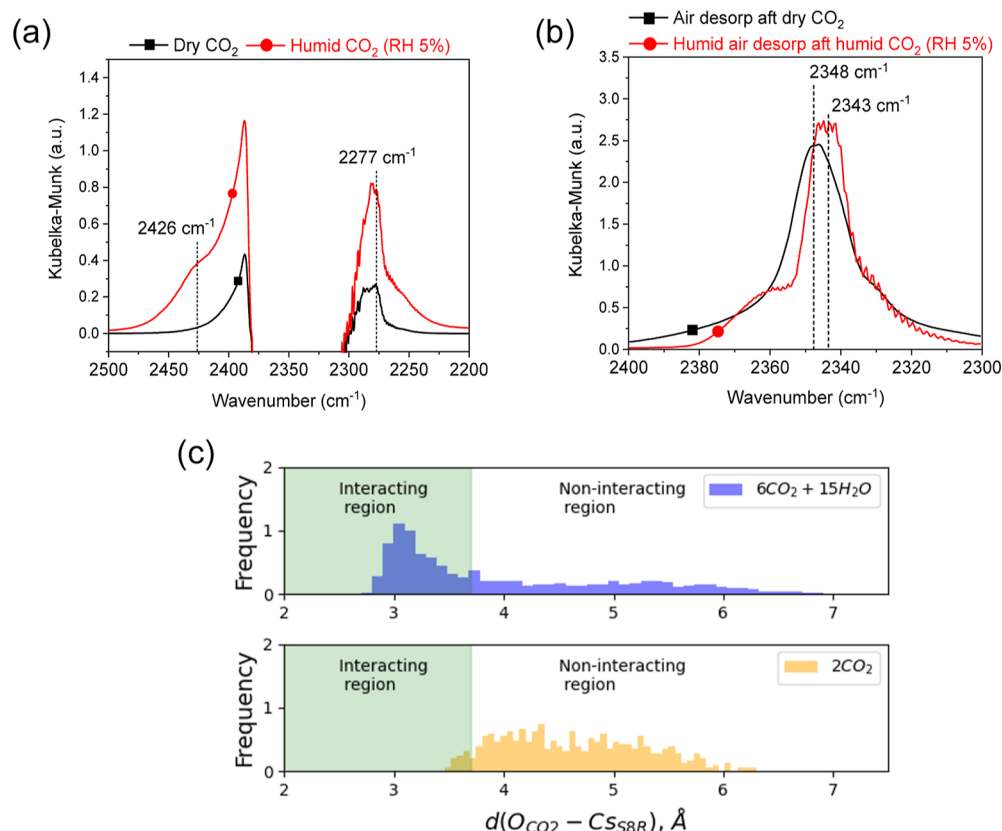 (a)
Dry CO2
Humid CO2 (RH 5%)
Kubelka-Munk (a.u.)
1.4
1.2
1.0
0.8
0.6
0.4
0.2
0.0
2426 cm-1
2277 cm-1
2500 2450 2400 2350 2300 2250 2200
Wavenumber (cm-1)
(b)
Air desorp aft dry CO2
Humid air desorp aft humid CO2 (RH 5%)
2348 cm-1
2343 cm-1
Kubelka-Munk (a.u.)
3.5
3.0
2.5
2.0
1.5
1.0
0.5
0.0
2400 2380 2360 2340 2320 2300
Wavenumber (cm-1)
(c)
Frequency
2
1
0
Interacting
region
Non-interacting
region
6CO2 + 15H2O
2 3 4 5 6 7
Frequency
2
1
0
Interacting
region
Non-interacting
region
2CO2
2 3 4 5 6 7
d(OCO2 − CsS8R), Å